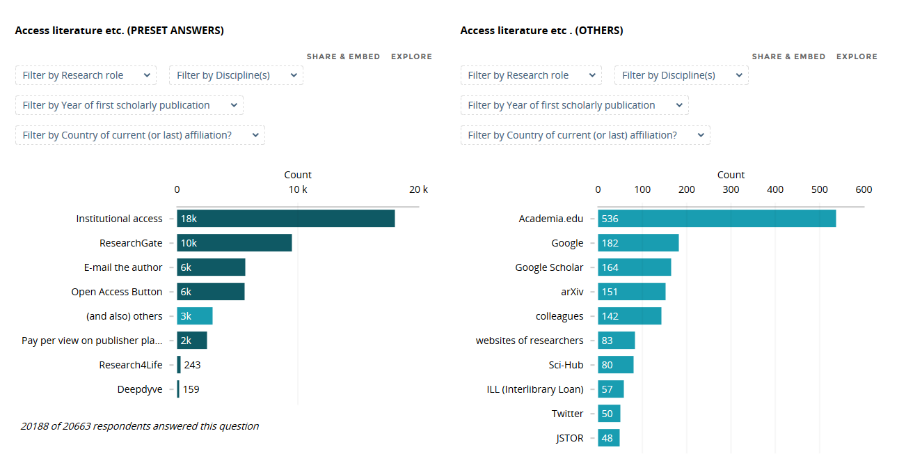 Access literature etc. (PRESET ANSWERS)
SHARE & EMBED EXPLORE
Filter by Research role
Filter by Discipline(s)
Filter by Year of first scholarly publication
Filter by Country of current (or last) affiliation?
Count
0 10 k 20 k
Institutional access 18k
ResearchGate 10k
E-mail the author 6k
Open Access Button 6k
(and also) others 3k
Pay per view on publisher pla... 2k
Research4Life 243
Deepdyve 159
20188 of 20663 respondents answered this question
Access literature etc . (OTHERS)
SHARE & EMBED EXPLORE
Filter by Research role
Filter by Discipline(s)
Filter by Year of first scholarly publication
Filter by Country of current (or last) affiliation?
Count
0 100 200 300 400 500 600
Academia.edu 536
Google 182
Google Scholar 164
arXiv 151
colleagues 142
websites of researchers 83
Sci-Hub 80
ILL (Interlibrary Loan) 57
Twitter 50
JSTOR 48